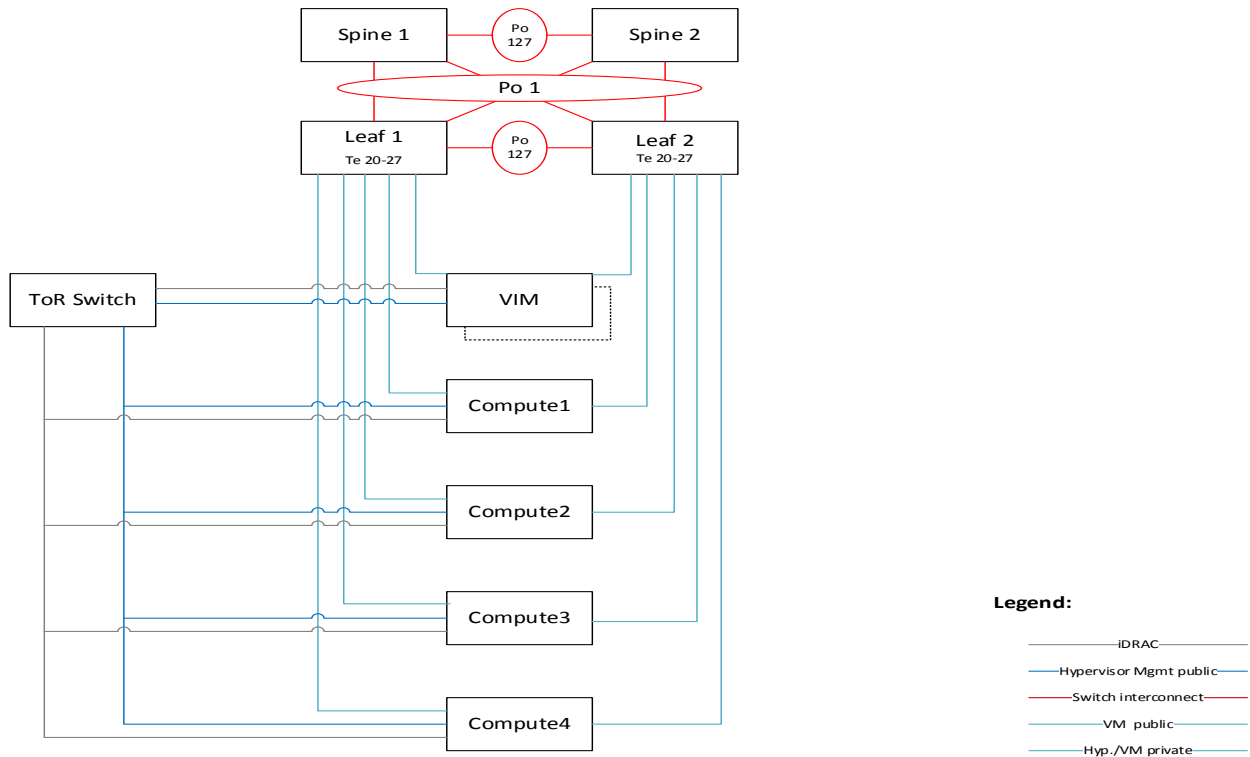 Spine 1
Po
127
Spine 2
Po 1
Leaf 1
Te 20-27
Po
127
Leaf 2
Te 20-27
ToR Switch
VIM
Compute1
Compute2
Compute3
Compute4
Legend:
iDRAC
Hypervisor Mgmt public
Switch interconnect
VM public
Hyp./VM private